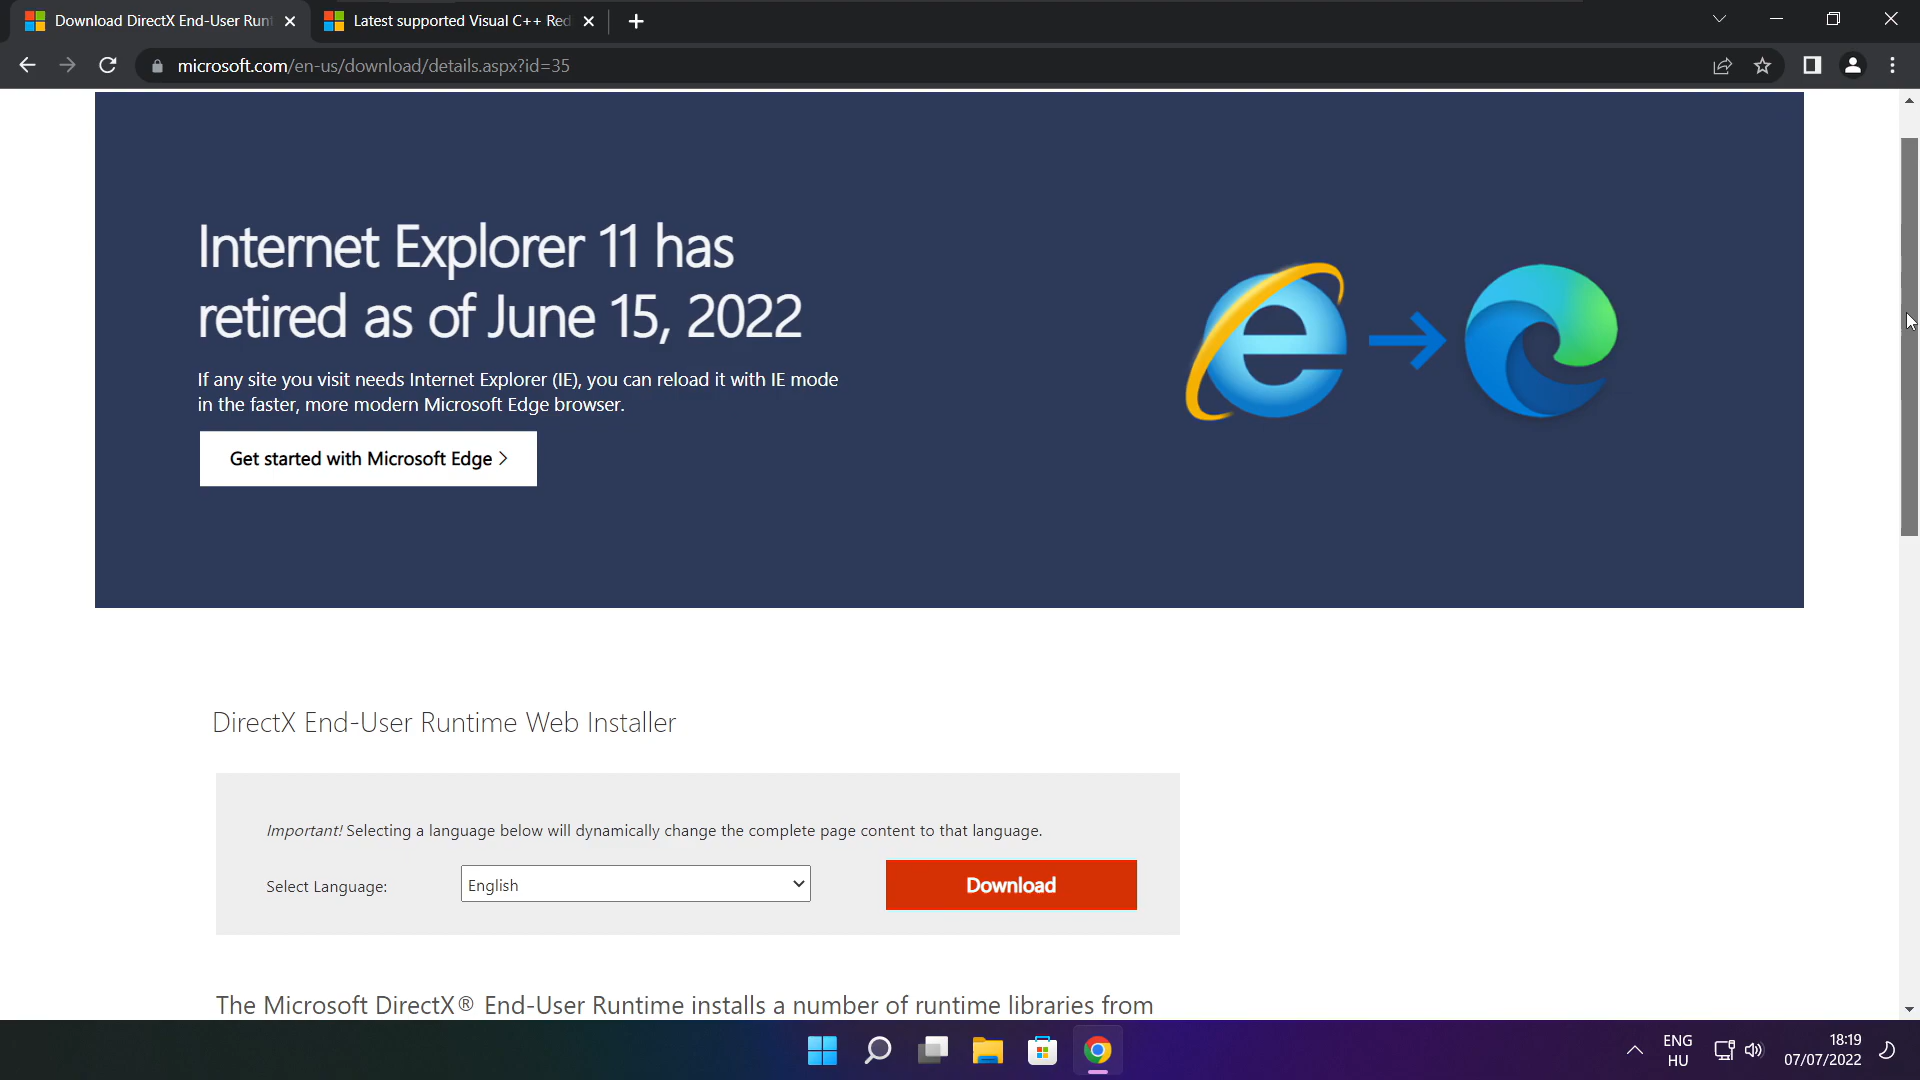 Download DirectX End-User Run
Latest supported Visual C++ Red
microsoft.com/en-us/download/details.aspx?id=35
Internet Explorer 11 has
retired as of June 15, 2022
If any site you visit needs Internet Explorer (IE), you can reload it with IE mode
in the faster, more modern Microsoft Edge browser.
Get started with Microsoft Edge >
DirectX End-User Runtime Web Installer
Important! Selecting a language below will dynamically change the complete page content to that language.
Select Language:
English
Download
The Microsoft DirectX® End-User Runtime installs a number of runtime libraries from
ENG
HU
18:19
07/07/2022